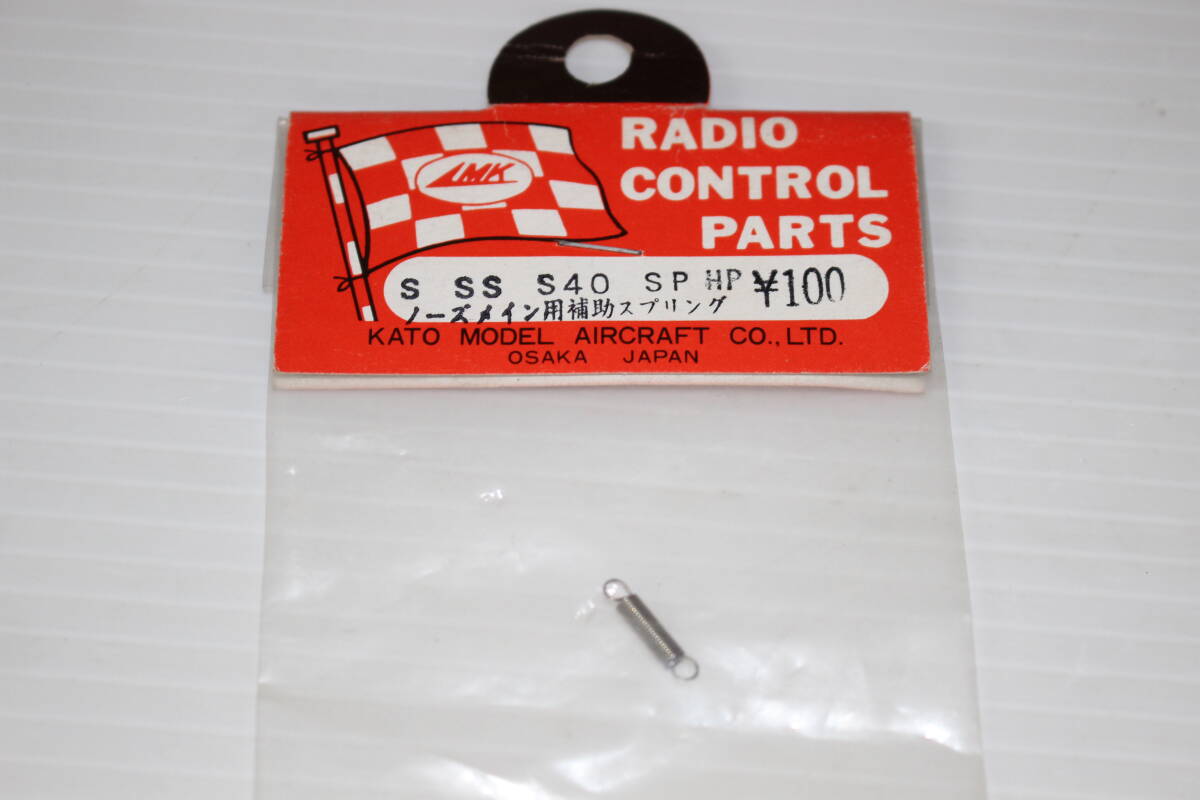 MK
RADIO
CONTROL
PARTS
S SS S40 SP HP ¥100
ノーズメイン用補助スプリング
KATO MODEL AIRCRAFT CO.,LTD.
OSAKA JAPAN